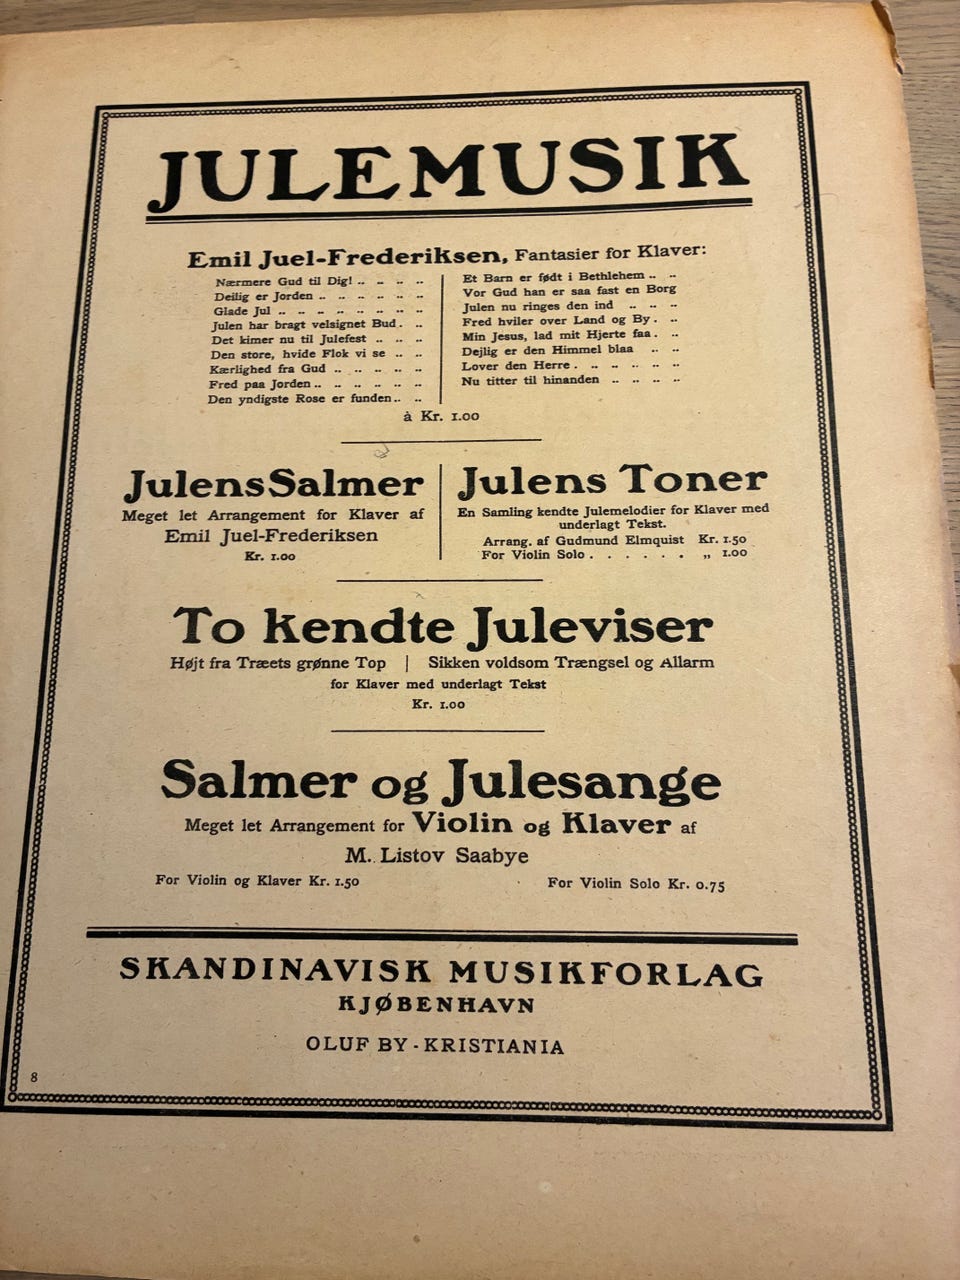 JULEMUSIK
Emil Juel-Frederiksen, Fantasier for Klaver:
Nærmere Gud til Dig! .. .. .. ..
Deilig er Jorden .. .. .. .. .. ..
Glade Jul .. .. .. .. .. .. .. ..
Julen har bragt velsignet Bud. ..
Det kimer nu til Julefest .. .. ..
Den store, hvide Flok vi se .. ..
Kærlighed fra Gud .. .. .. .. ..
Fred paa Jorden .. .. .. .. .. ..
Den yndigste Rose er funden .. ..
Et Barn er født i Bethlehem .. ..
Vor Gud han er saa fast en Borg
Julen nu ringes den ind .. .. ..
Fred hviler over Land og By . ..
Min Jesus, lad mit Hjerte faa . ..
Dejlig er den Himmel blaa .. ..
Lover den Herre . .. .. .. .. ..
Nu titter til hinanden .. .. .. ..
à Kr. 1.00
Julens Salmer
Meget let Arrangement for Klaver af
Emil Juel-Frederiksen
Kr. 1.00
Julens Toner
En Samling kendte Julemelodier for Klaver med
underlagt Tekst.
Arrang. af Gudmund Elmquist Kr. 1.50
For Violin Solo . . . . . . „ 1.00
To kendte Juleviser
Højt fra Træets grønne Top | Sikken voldsom Trængsel og Allarm
for Klaver med underlagt Tekst
Kr. 1.00
Salmer og Julesange
Meget let Arrangement for Violin og Klaver af
M. Listov Saabye
For Violin og Klaver Kr. 1.50 For Violin Solo Kr. 0.75
SKANDINAVISK MUSIKFORLAG
KJØBENHAVN
OLUF BY - KRISTIANIA
8